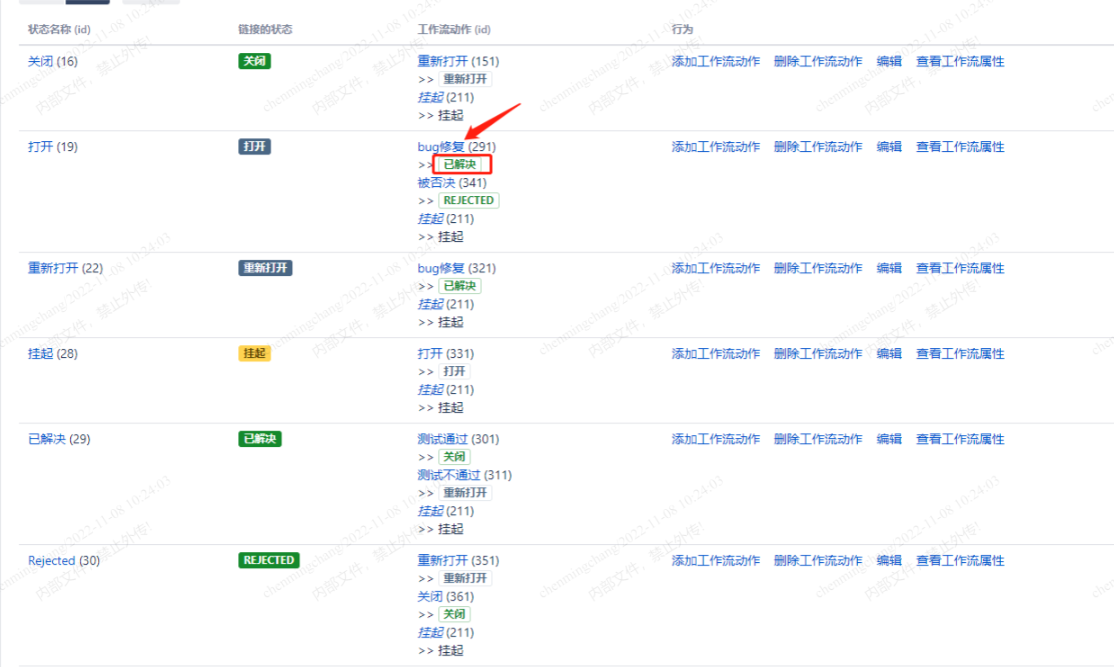 状态名称 (id) 链接的状态 工作流动作 (id) 行为
关闭 (16) 关闭 重新打开 (151) 添加工作流动作 删除工作流动作 编辑 查看工作流属性
>> 重新打开
挂起 (211)
>> 挂起
打开 (19) 打开 bug修复 (291) 添加工作流动作 删除工作流动作 编辑 查看工作流属性
>> 已解决
被否决 (341)
>> REJECTED
挂起 (211)
>> 挂起
重新打开 (22) 重新打开 bug修复 (321) 添加工作流动作 删除工作流动作 编辑 查看工作流属性
>> 已解决
挂起 (211)
>> 挂起
挂起 (28) 挂起 打开 (331) 添加工作流动作 删除工作流动作 编辑 查看工作流属性
>> 打开
挂起 (211)
>> 挂起
已解决 (29) 已解决 测试通过 (301) 添加工作流动作 删除工作流动作 编辑 查看工作流属性
>> 关闭
测试不通过 (311)
>> 重新打开
挂起 (211)
>> 挂起
Rejected (30) REJECTED 重新打开 (351) 添加工作流动作 删除工作流动作 编辑 查看工作流属性
>> 重新打开
关闭 (361)
>> 关闭
挂起 (211)
>> 挂起
chenmingchang/2022-11-08 10:24:03
内部文件，禁止外传!